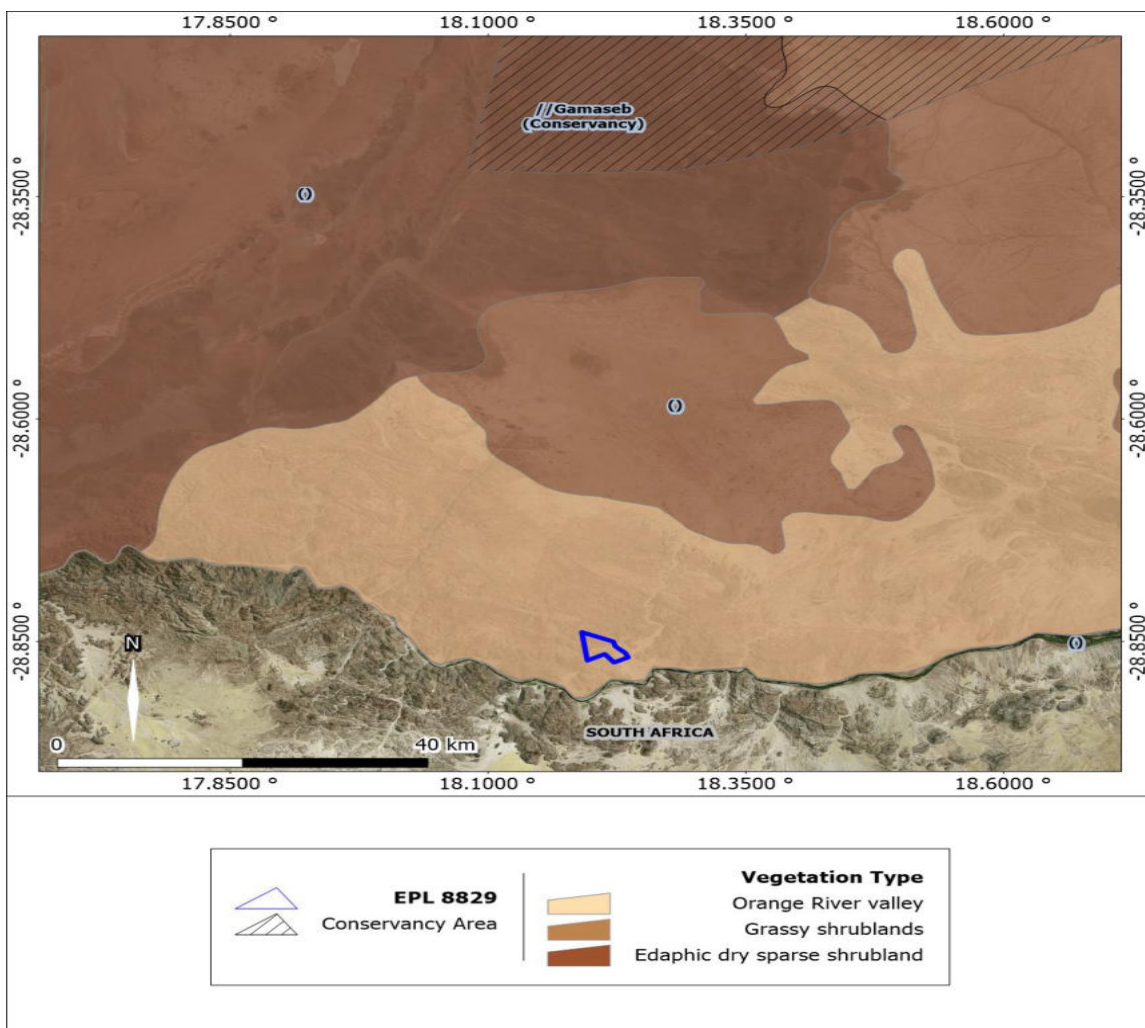 17.8500 ° 18.1000 ° 18.3500 ° 18.6000 °
//Gamaseb
(Conservancy)
-28.3500 ° -28.3500 °
()
()
-28.6000 ° -28.6000 °
-28.8500 ° -28.8500 °
()
N
SOUTH AFRICA
0 40 km
17.8500 ° 18.1000 ° 18.3500 ° 18.6000 °
EPL 8829
Conservancy Area
Vegetation Type
Orange River valley
Grassy shrublands
Edaphic dry sparse shrubland